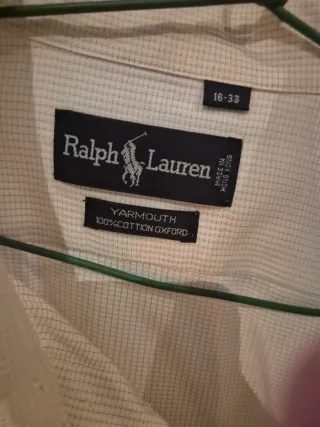 16-33
Ralph Lauren
MADE IN
HONG KONG
YARMOUTH
100% COTTON OXFORD